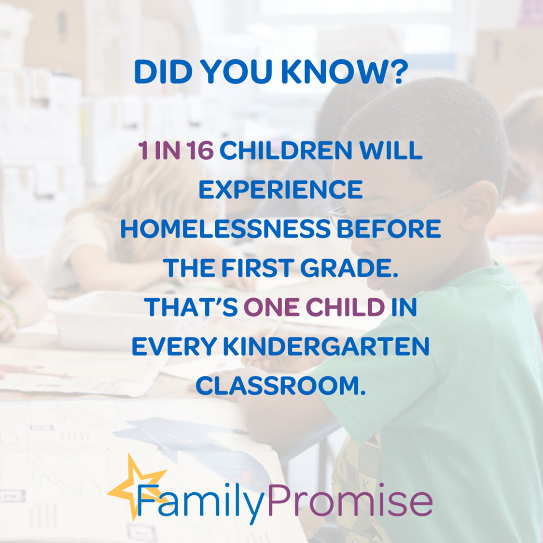 DID YOU KNOW?
1 IN 16 CHILDREN WILL
EXPERIENCE
HOMELESSNESS BEFORE
THE FIRST GRADE.
THAT'S ONE CHILD IN
EVERY KINDERGARTEN
CLASSROOM.
FamilyPromise